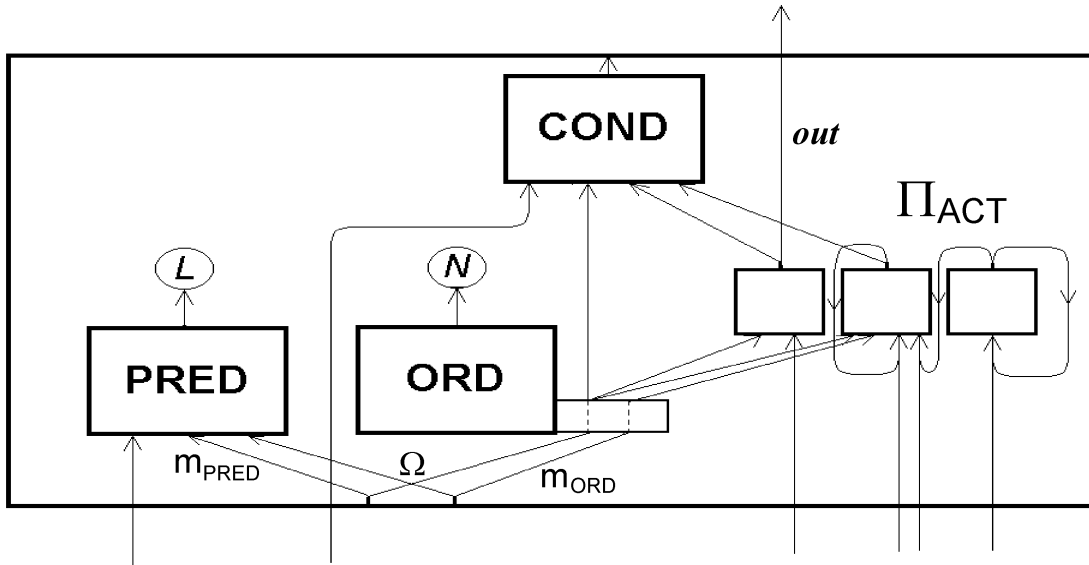 COND
out
Π_ACT
L
N
PRED
ORD
m_PRED
Ω
m_ORD